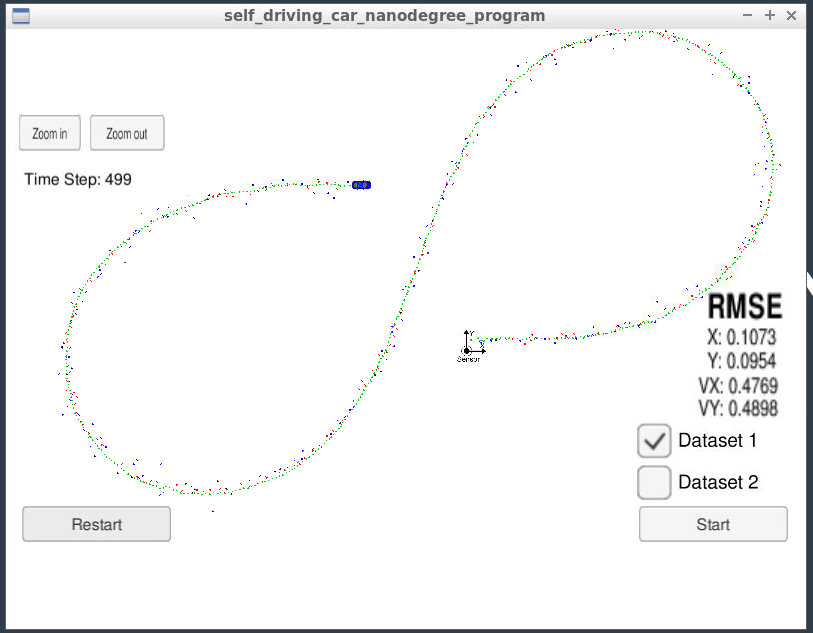 self_driving_car_nanodegree_program
Zoom in
Zoom out
Time Step: 499
Y
X
Sensor
RMSE
X: 0.1073
Y: 0.0954
VX: 0.4769
VY: 0.4898
Dataset 1
Dataset 2
Restart
Start